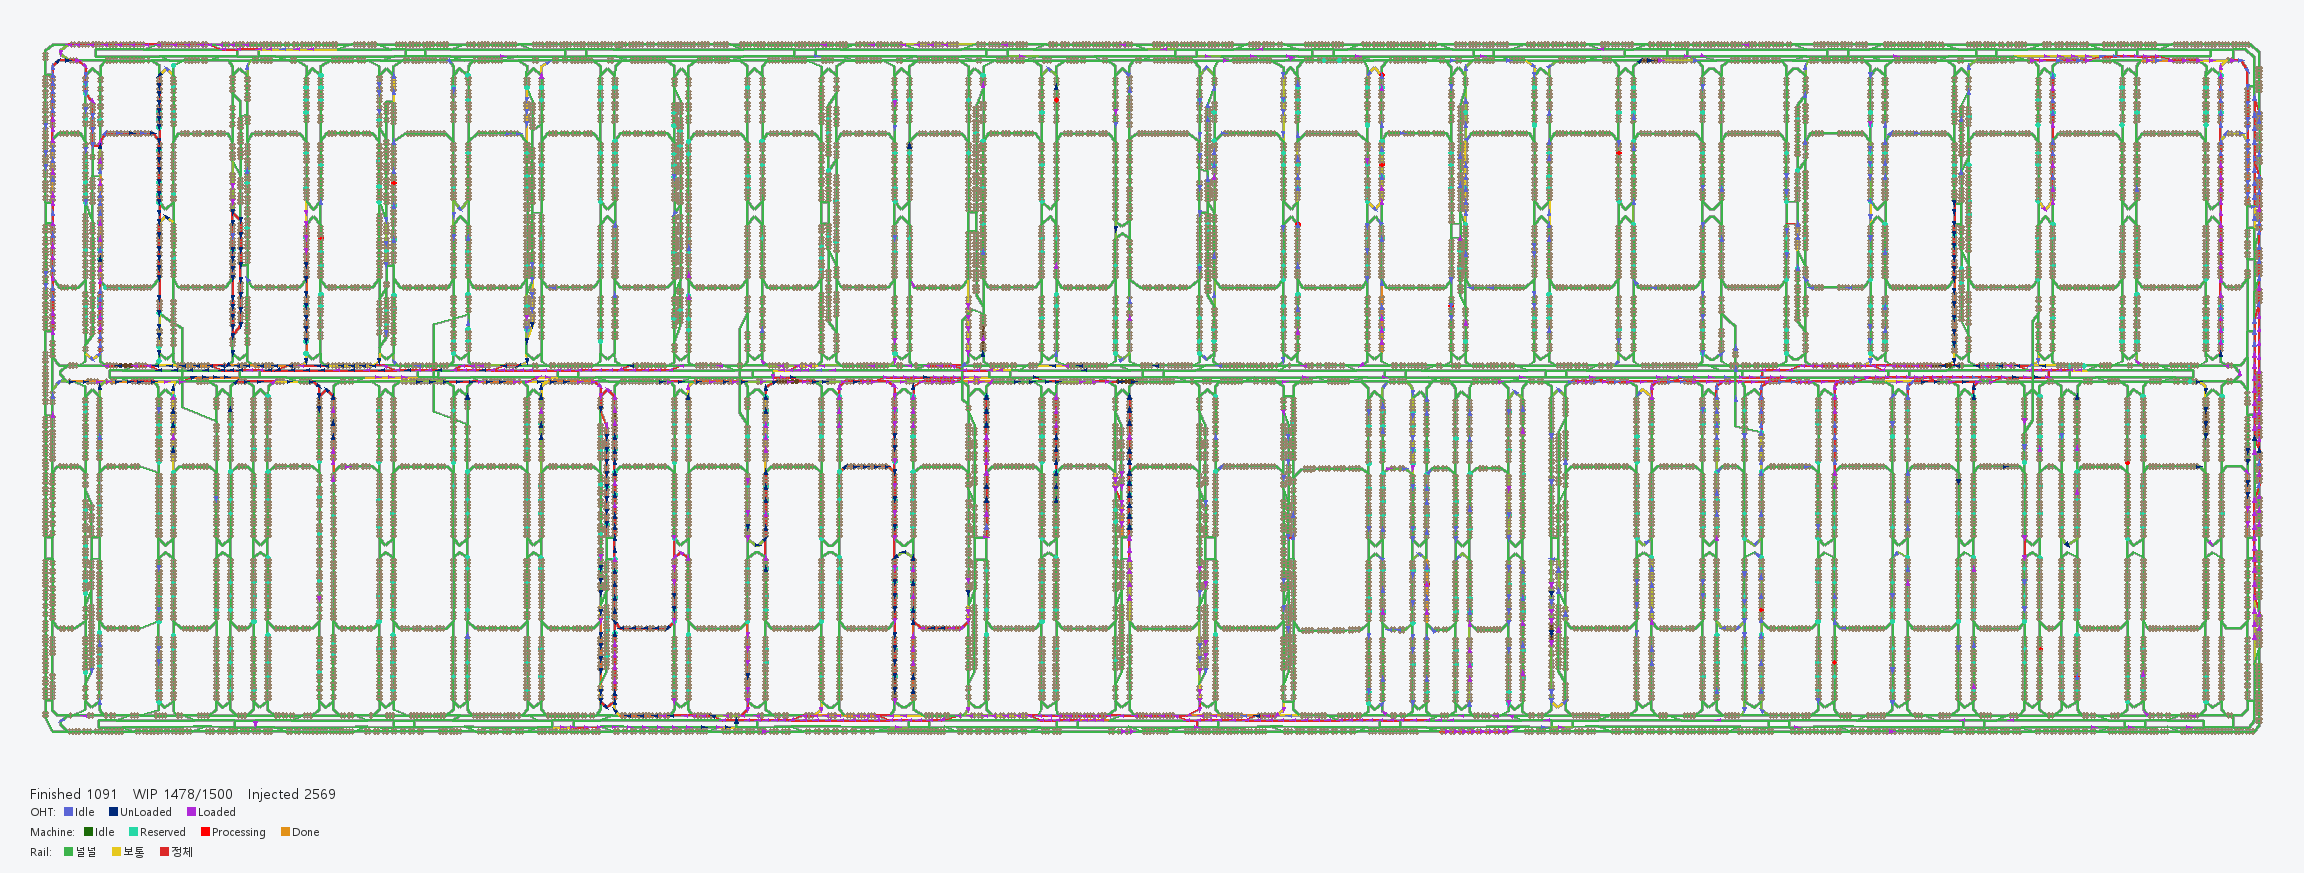 Finished 1091 WIP 1478/1500 Injected 2569
OHT: Idle UnLoaded Loaded
Machine: Idle Reserved Processing Done
Rail: 널널 보통 정체